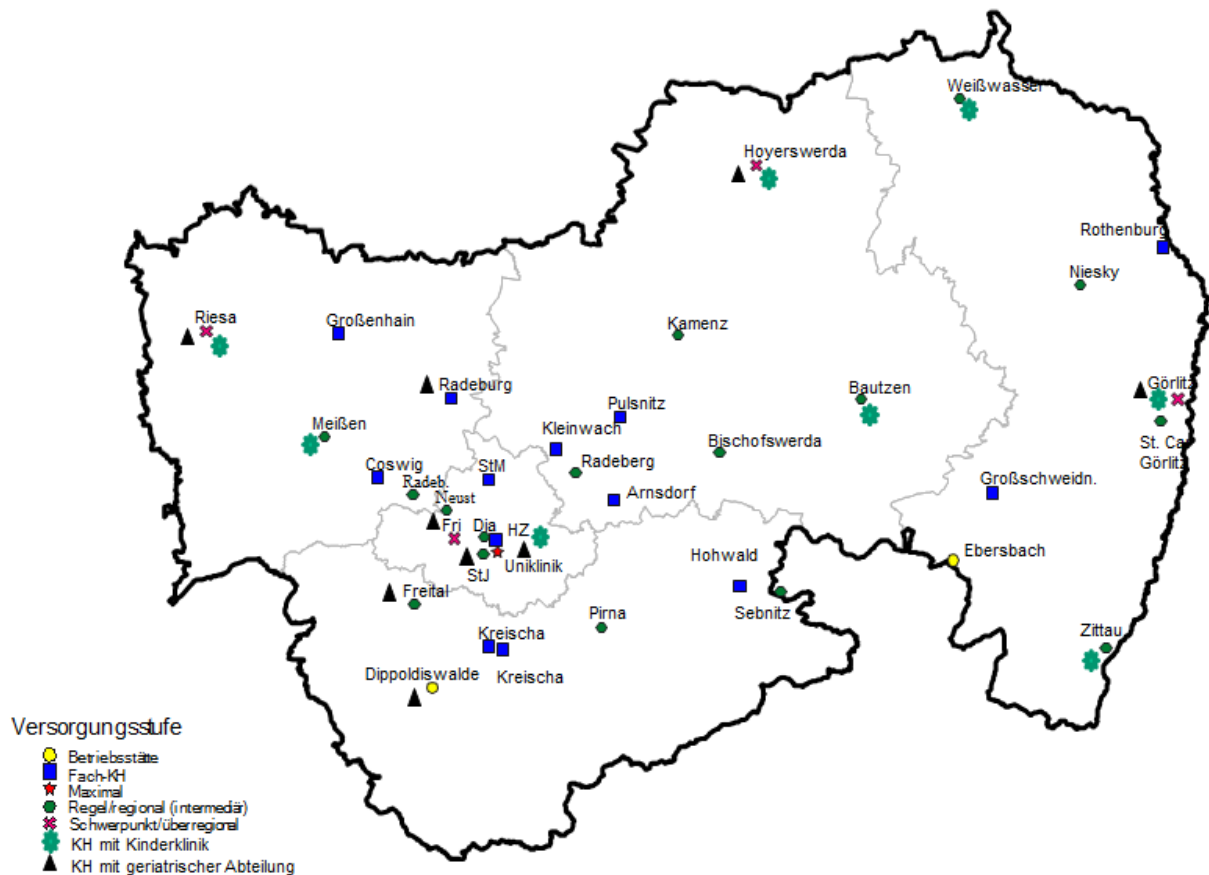 Weißwasser
Hoyerswerda
Rothenburg
Niesky
Riesa
Großenhain
Kamenz
Radeburg
Bautzen
Görlitz
Pulsnitz
Meißen
Kleinwach
Bischofswerda
St. Ca
Görlitz
Coswig
StM
Radeberg
Radeb.
Arnsdorf
Großschweidn.
Neust
Fri
Dia
HZ
Uniklinik
StJ
Hohwald
Ebersbach
Freital
Pirna
Sebnitz
Kreischa
Zittau
Dippoldiswalde
Kreischa
Versorgungsstufe
Betriebsstätte
Fach-KH
Maximal
Regel/regional (intermediär)
Schwerpunkt/überregional
KH mit Kinderklinik
KH mit geriatrischer Abteilung